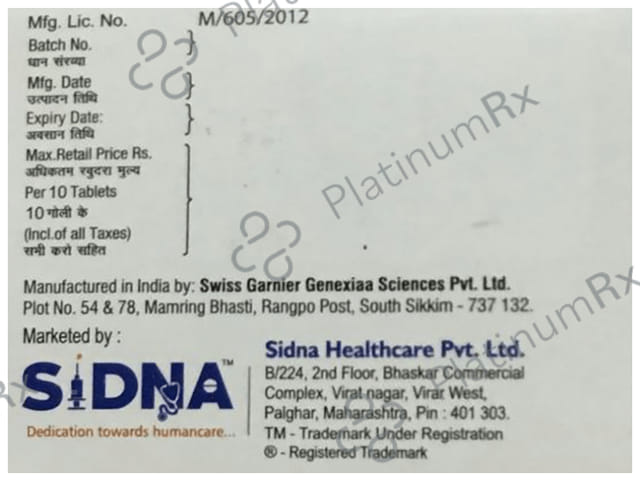 Mfg. Lic. No. M/605/2012
Batch No.
घान संख्या
Mfg. Date
उत्पादन तिथि
Expiry Date:
अवसान तिथि
Max.Retail Price Rs.
अधिकतम खुदरा मुल्य
Per 10 Tablets
10 गोली के
(Incl.of all Taxes)
सभी करो सहित
Manufactured in India by: Swiss Garnier Genexiaa Sciences Pvt. Ltd.
Plot No. 54 & 78, Mamring Bhasti, Rangpo Post, South Sikkim - 737 132.
Marketed by :
SiDNA™
Dedication towards humancare...
Sidna Healthcare Pvt. Ltd.
B/224, 2nd Floor, Bhaskar Commercial
Complex, Virat nagar, Virar West,
Palghar, Maharashtra, Pin : 401 303.
TM - Trademark Under Registration
® - Registered Trademark
PlatinumRx
PlatinumRx